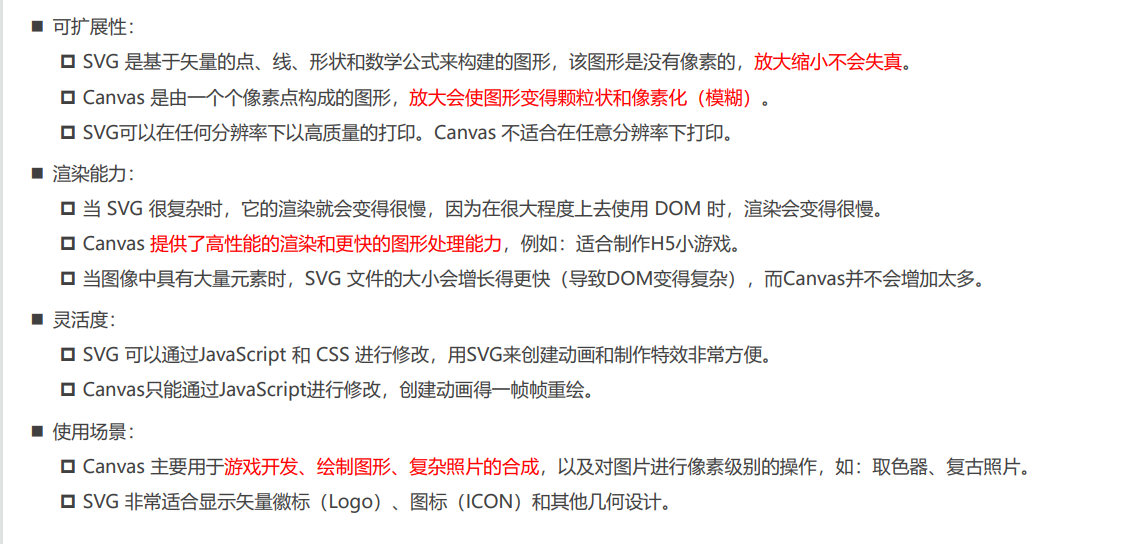 可扩展性：
SVG 是基于矢量的点、线、形状和数学公式来构建的图形，该图形是没有像素的，放大缩小不会失真。
Canvas 是由一个个像素点构成的图形，放大会使图形变得颗粒状和像素化（模糊）。
SVG可以在任何分辨率下以高质量的打印。Canvas 不适合在任意分辨率下打印。
渲染能力：
当 SVG 很复杂时，它的渲染就会变得很慢，因为在很大程度上去使用 DOM 时，渲染会变得很慢。
Canvas 提供了高性能的渲染和更快的图形处理能力，例如：适合制作H5小游戏。
当图像中具有大量元素时，SVG 文件的大小会增长得更快（导致DOM变得复杂），而Canvas并不会增加太多。
灵活度：
SVG 可以通过JavaScript 和 CSS 进行修改，用SVG来创建动画和制作特效非常方便。
Canvas只能通过JavaScript进行修改，创建动画得一帧帧重绘。
使用场景：
Canvas 主要用于游戏开发、绘制图形、复杂照片的合成，以及对图片进行像素级别的操作，如：取色器、复古照片。
SVG 非常适合显示矢量徽标（Logo）、图标（ICON）和其他几何设计。